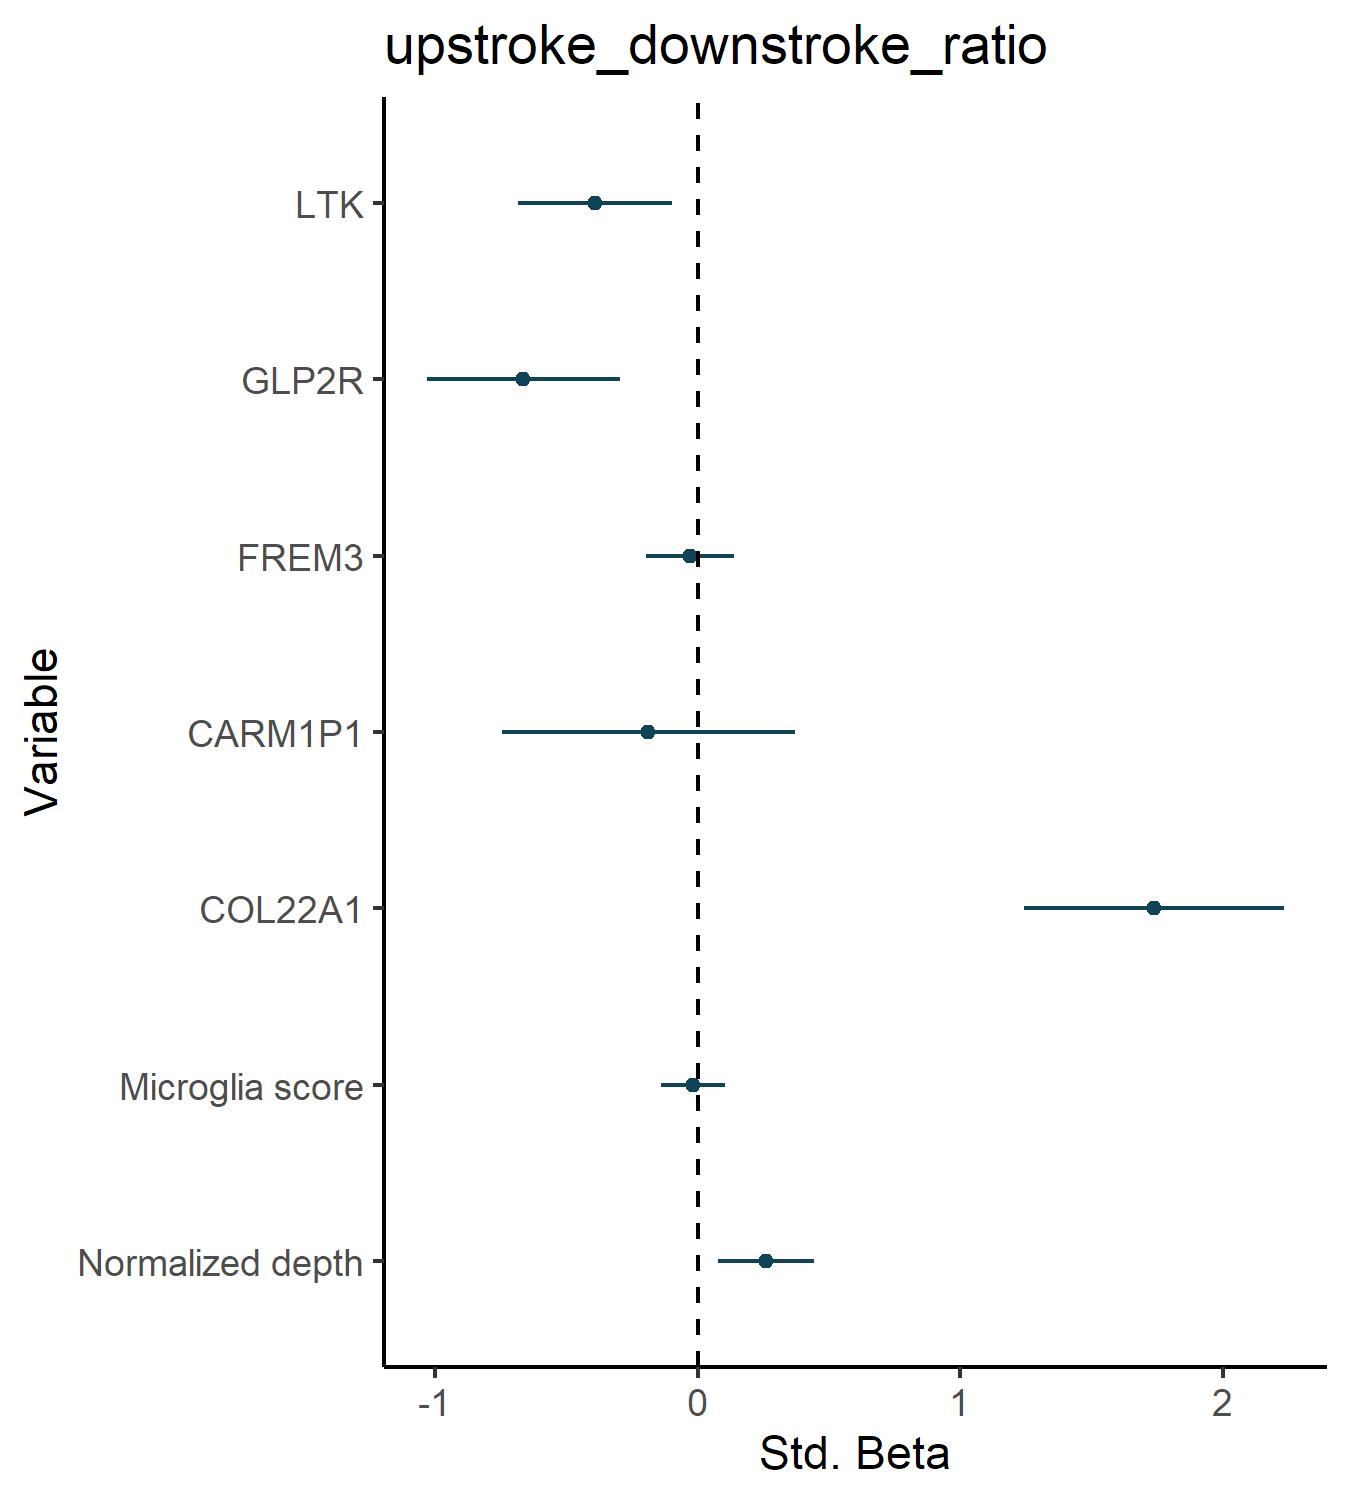 upstroke_downstroke_ratio
Variable
LTK
GLP2R
FREM3
CARM1P1
COL22A1
Microglia score
Normalized depth
-1 0 1 2
Std. Beta